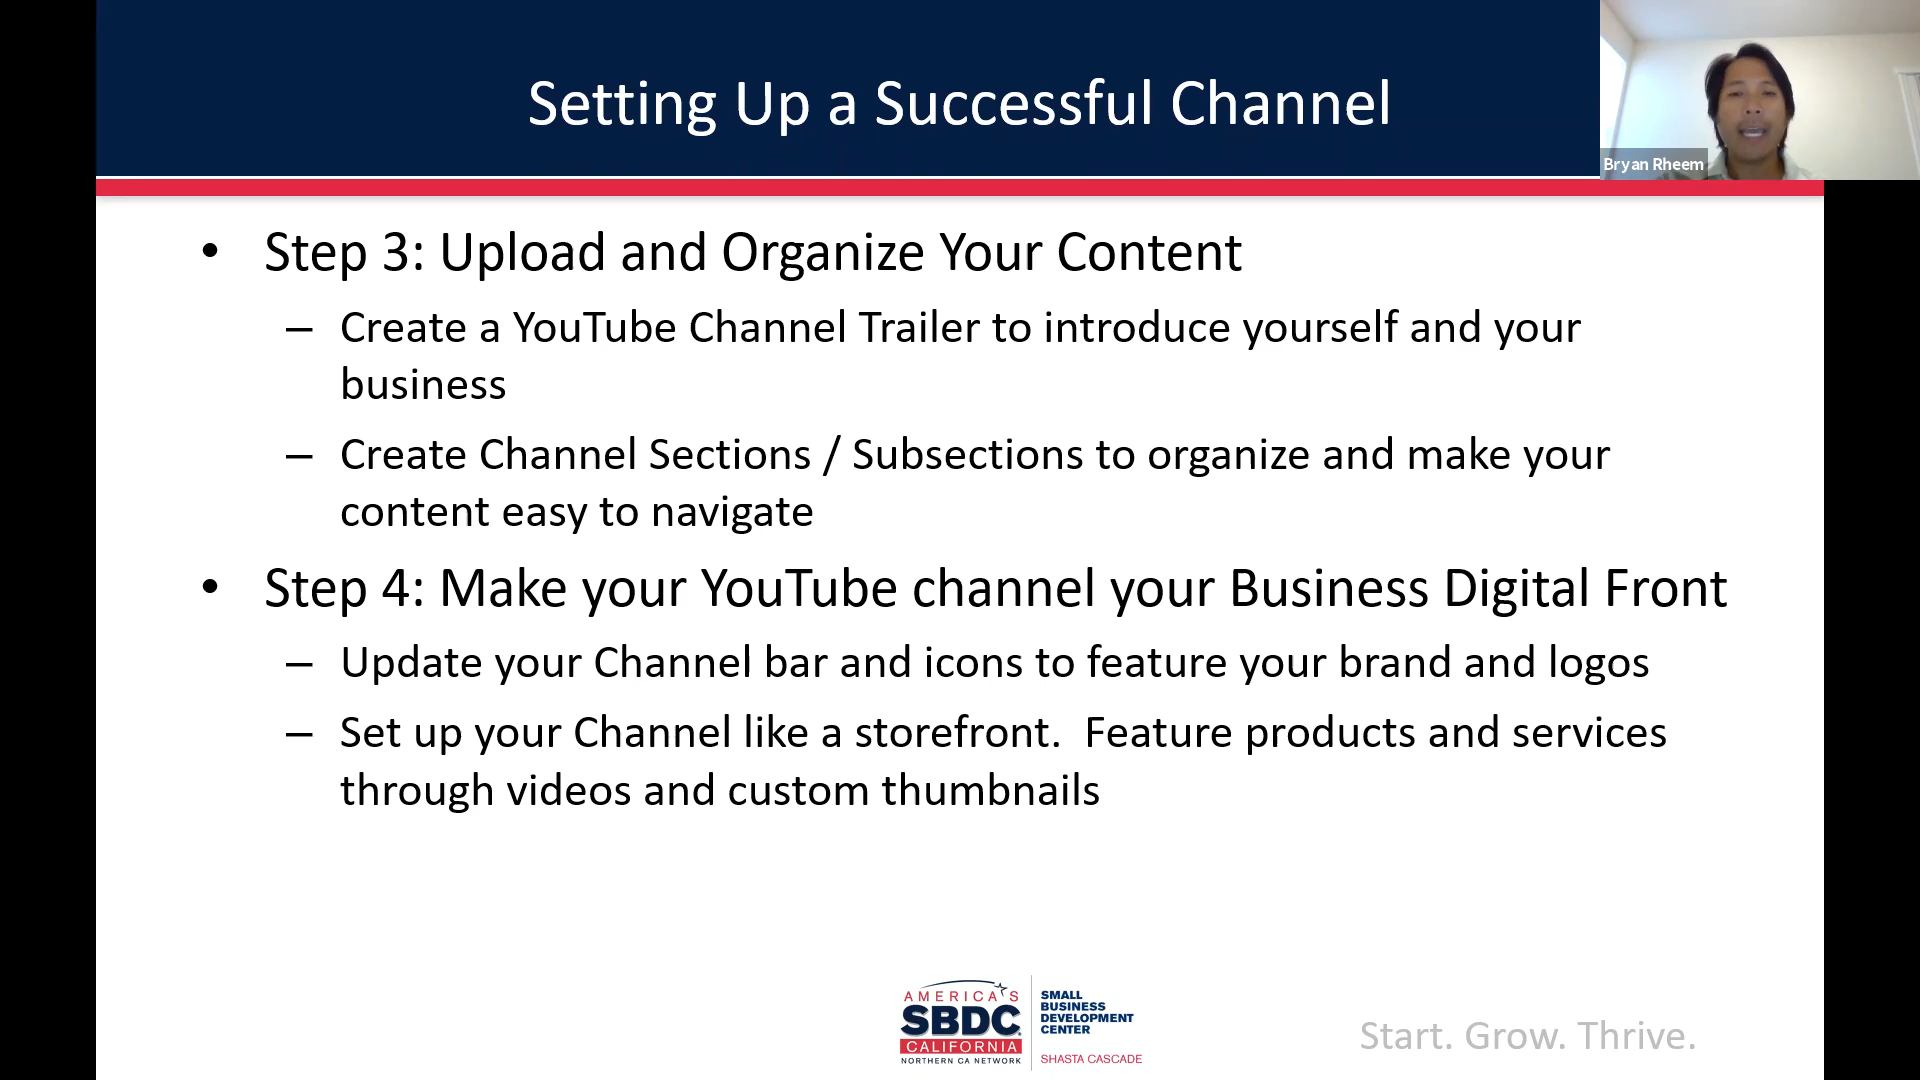 Setting Up a Successful Channel
Bryan Rheem
• Step 3: Upload and Organize Your Content
– Create a YouTube Channel Trailer to introduce yourself and your
business
– Create Channel Sections / Subsections to organize and make your
content easy to navigate
• Step 4: Make your YouTube channel your Business Digital Front
– Update your Channel bar and icons to feature your brand and logos
– Set up your Channel like a storefront.  Feature products and services
through videos and custom thumbnails
AMERICA'S
SBDC
CALIFORNIA
NORTHERN CA NETWORK
SMALL
BUSINESS
DEVELOPMENT
CENTER
SHASTA CASCADE
Start. Grow. Thrive.